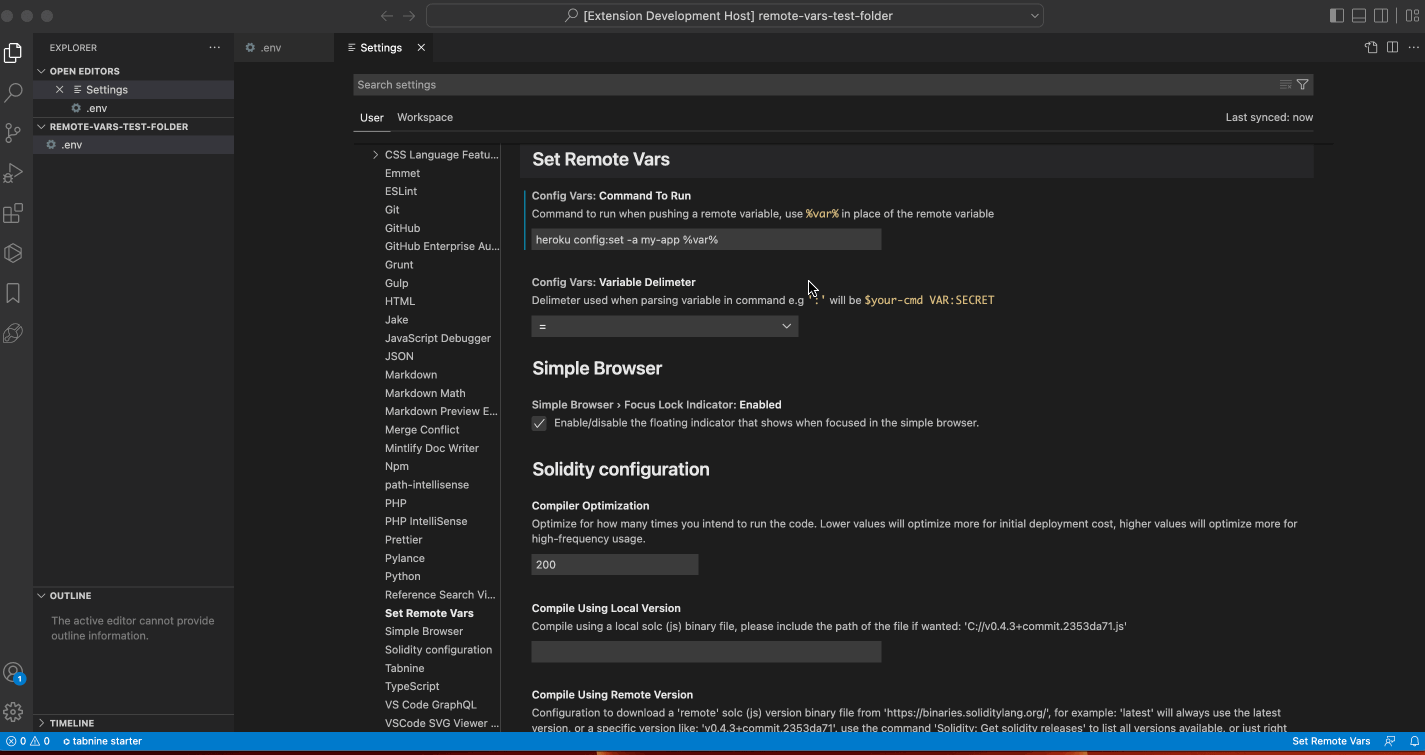 [Extension Development Host] remote-vars-test-folder
EXPLORER
.env
Settings
OPEN EDITORS
Settings
.env
REMOTE-VARS-TEST-FOLDER
.env
OUTLINE
The active editor cannot provide
outline information.
TIMELINE
Search settings
User
Workspace
Last synced: now
CSS Language Featu...
Emmet
ESLint
Git
GitHub
GitHub Enterprise Au...
Grunt
Gulp
HTML
Jake
JavaScript Debugger
JSON
Markdown
Markdown Math
Markdown Preview E...
Merge Conflict
Mintlify Doc Writer
Npm
path-intellisense
PHP
PHP IntelliSense
Prettier
Pylance
Python
Reference Search Vi...
Set Remote Vars
Simple Browser
Solidity configuration
Tabnine
TypeScript
VS Code GraphQL
VSCode SVG Viewer ...
Set Remote Vars
Config Vars: Command To Run
Command to run when pushing a remote variable, use %var% in place of the remote variable
heroku config:set -a my-app %var%
Config Vars: Variable Delimeter
Delimeter used when parsing variable in command e.g ':' will be $your-cmd VAR:SECRET
=
Simple Browser
Simple Browser › Focus Lock Indicator: Enabled
Enable/disable the floating indicator that shows when focused in the simple browser.
Solidity configuration
Compiler Optimization
Optimize for how many times you intend to run the code. Lower values will optimize more for initial deployment cost, higher values will optimize more for
high-frequency usage.
200
Compile Using Local Version
Compile using a local solc (js) binary file, please include the path of the file if wanted: 'C://v0.4.3+commit.2353da71.js'
Compile Using Remote Version
Configuration to download a 'remote' solc (js) version binary file from 'https://binaries.soliditylang.org/', for example: 'latest' will always use the latest
version, or a specific version like: 'v0.4.3+commit.2353da71', use the command 'Solidity: Get solidity releases' to list all versions available, or just right
1
0
0
tabnine starter
Set Remote Vars